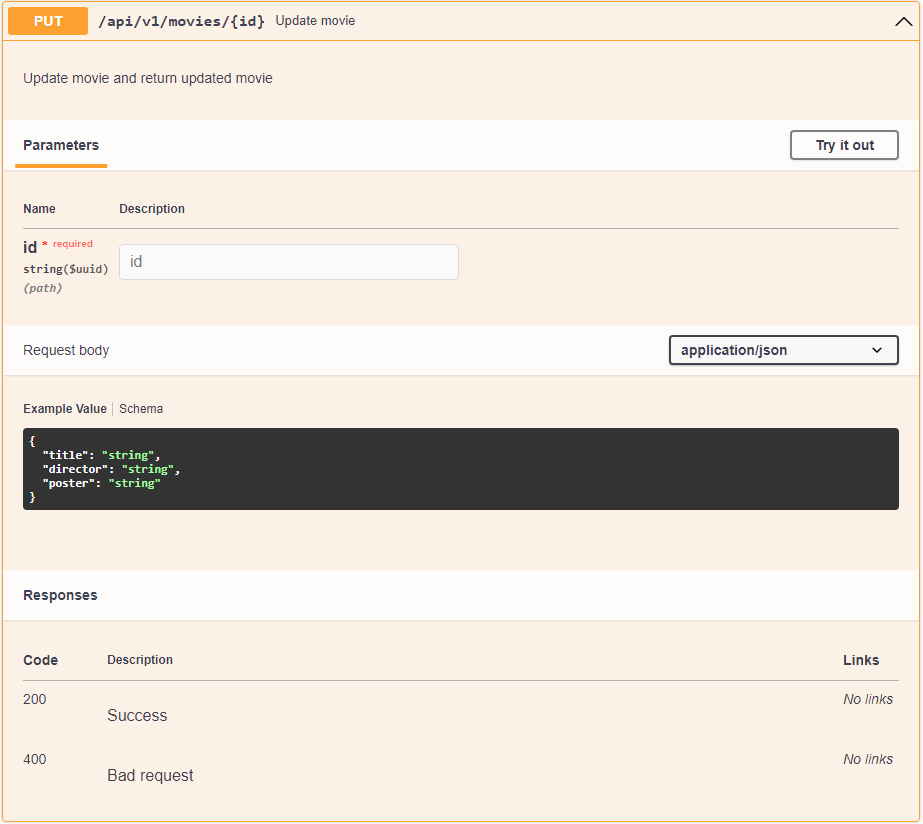 PUT /api/v1/movies/{id} Update movie
Update movie and return updated movie
Parameters
Try it out
Name Description
id * required
string($uuid)
(path)
id
Request body
application/json
Example Value Schema
{
  "title": "string",
  "director": "string",
  "poster": "string"
}
Responses
Code Description Links
200 No links
Success
400 No links
Bad request